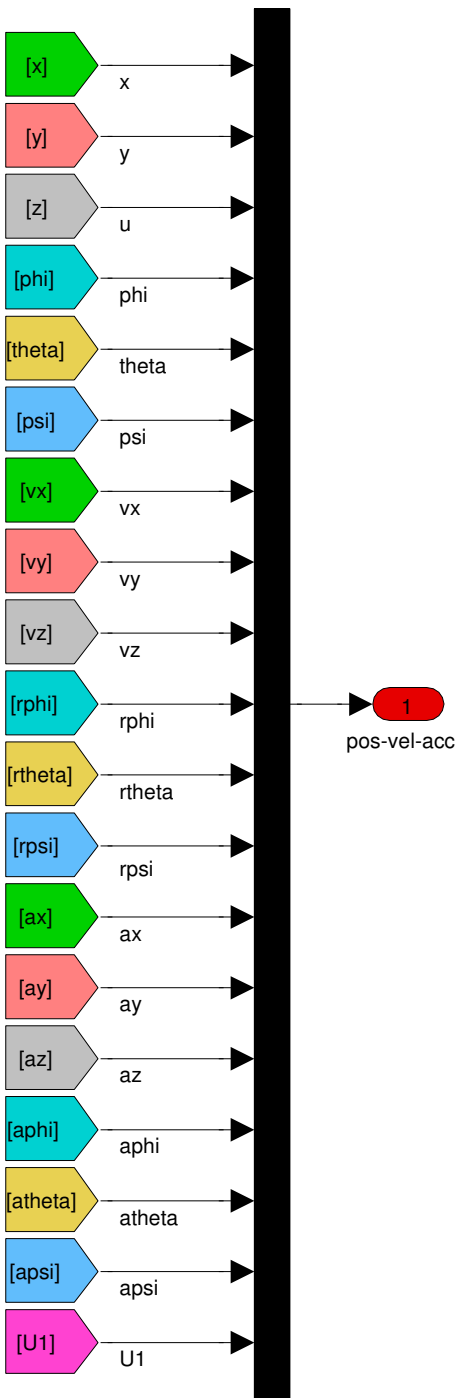 [x]
x
[y]
y
[z]
u
[phi]
phi
[theta]
theta
[psi]
psi
[vx]
vx
[vy]
vy
[vz]
vz
[rphi]
rphi
1
pos-vel-acc
[rtheta]
rtheta
[rpsi]
rpsi
[ax]
ax
[ay]
ay
[az]
az
[aphi]
aphi
[atheta]
atheta
[apsi]
apsi
[U1]
U1